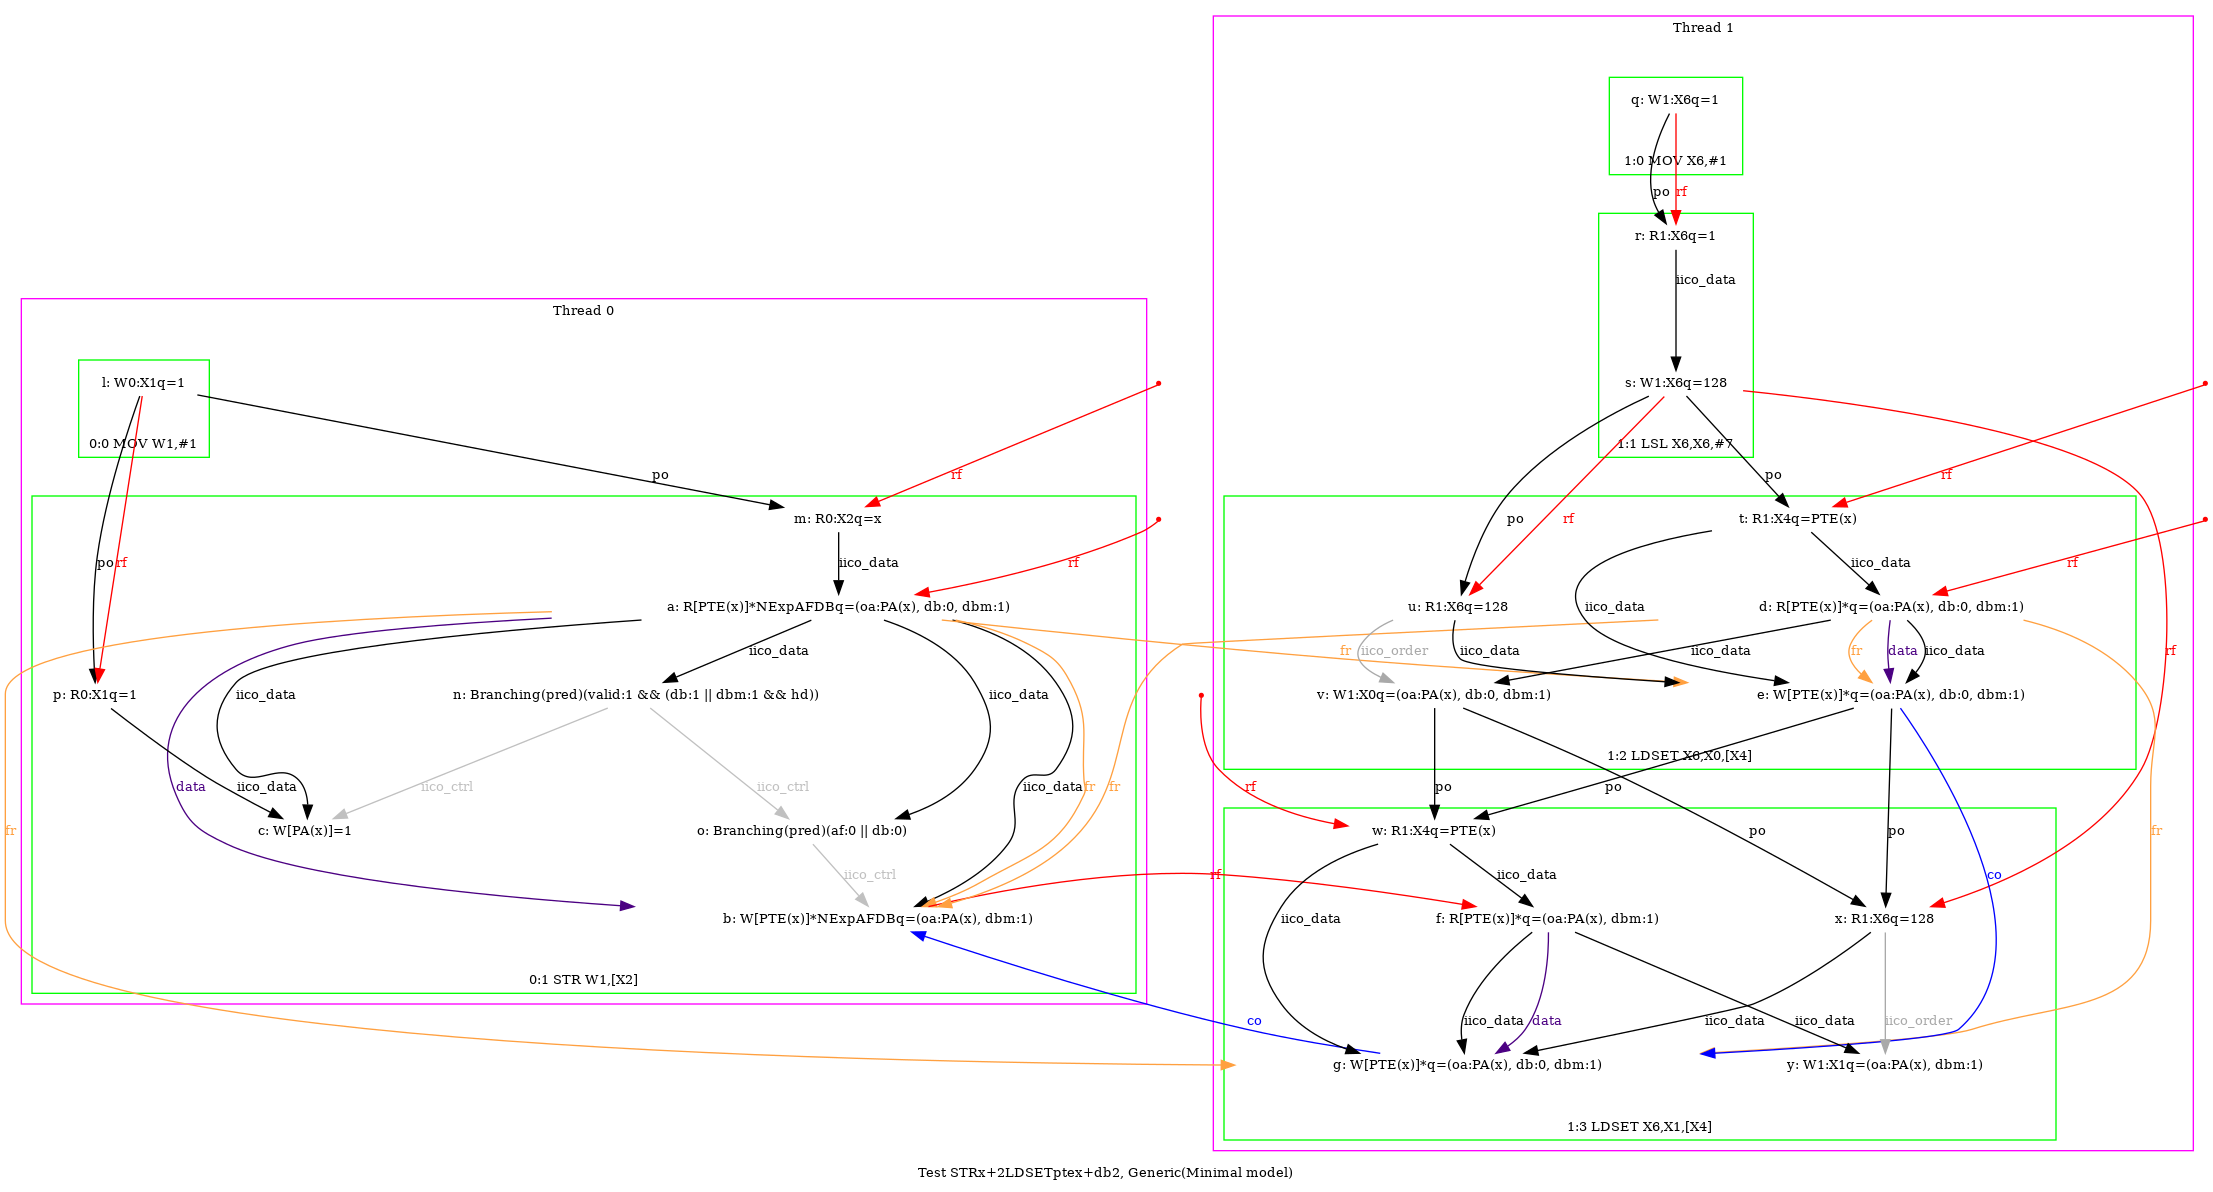 Thread 1
q: W1:X6q=1
1:0 MOV X6,#1
po
rf
r: R1:X6q=1
iico_data
Thread 0
l: W0:X1q=1
s: W1:X6q=128
0:0 MOV W1,#1
1:1 LSL X6,X6,#7
po
rf
po
rf
m: R0:X2q=x
t: R1:X4q=PTE(x)
po
rf
po
rf
iico_data
rf
iico_data
rf
a: R[PTE(x)]*NExpAFDBq=(oa:PA(x), db:0, dbm:1)
u: R1:X6q=128
iico_data
d: R[PTE(x)]*q=(oa:PA(x), db:0, dbm:1)
iico_data
fr
iico_order
iico_data
iico_data
fr
data
iico_data
rf
p: R0:X1q=1
iico_data
n: Branching(pred)(valid:1 && (db:1 || dbm:1 && hd))
iico_data
v: W1:X0q=(oa:PA(x), db:0, dbm:1)
e: W[PTE(x)]*q=(oa:PA(x), db:0, dbm:1)
1:2 LDSET X6,X0,[X4]
data
iico_data
iico_ctrl
iico_ctrl
iico_data
fr
fr
rf
po
po
fr
c: W[PA(x)]=1
o: Branching(pred)(af:0 || db:0)
w: R1:X4q=PTE(x)
po
po
fr
iico_ctrl
rf
iico_data
co
b: W[PTE(x)]*NExpAFDBq=(oa:PA(x), dbm:1)
iico_data
f: R[PTE(x)]*q=(oa:PA(x), dbm:1)
x: R1:X6q=128
0:1 STR W1,[X2]
co
iico_data
data
iico_data
iico_data
iico_order
g: W[PTE(x)]*q=(oa:PA(x), db:0, dbm:1)
y: W1:X1q=(oa:PA(x), dbm:1)
1:3 LDSET X6,X1,[X4]
Test STRx+2LDSETptex+db2, Generic(Minimal model)